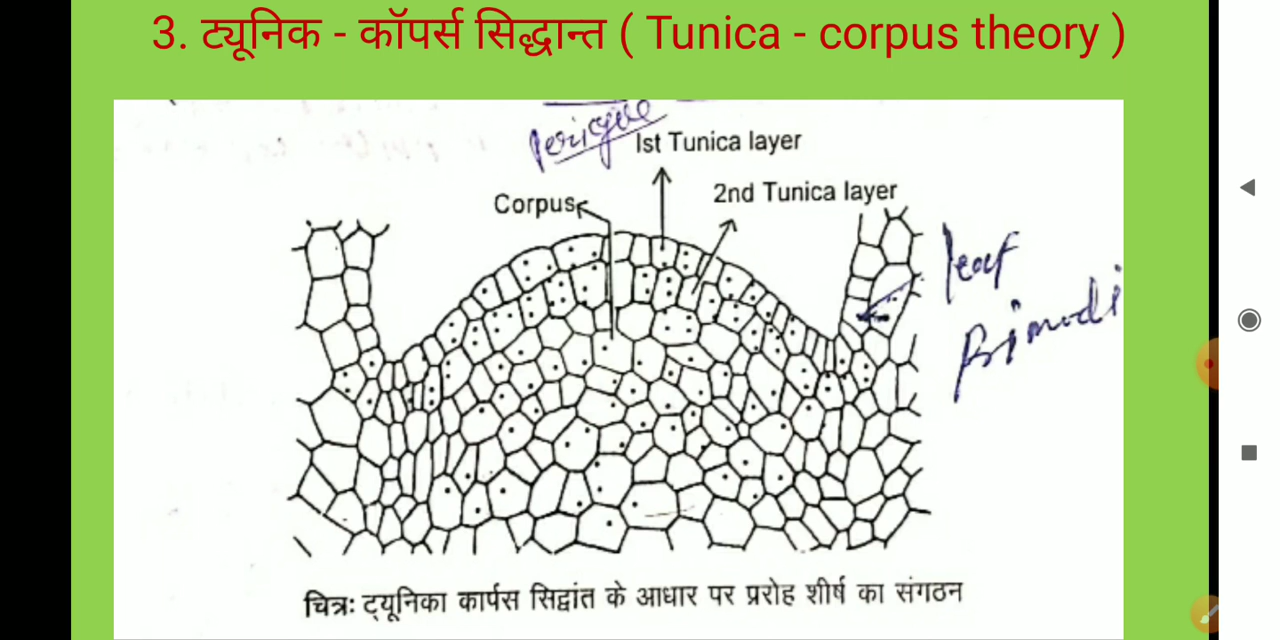 3. ट्यूनिक - कॉपर्स सिद्धान्त ( Tunica - corpus theory )
Ist Tunica layer
2nd Tunica layer
Corpus
leaf
चित्रः ट्यूनिका कार्पस सिद्वांत के आधार पर प्ररोह शीर्ष का संगठन